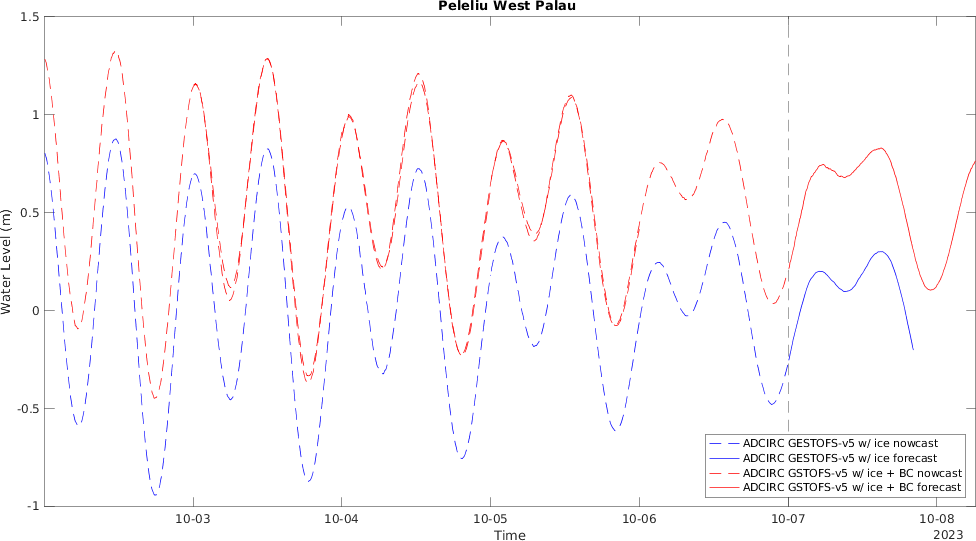 Peleliu West Palau
1.5
1
0.5
0
-0.5
-1
Water Level (m)
10-03
10-04
10-05
10-06
10-07
10-08
Time
2023
ADCIRC GESTOFS-v5 w/ ice nowcast
ADCIRC GESTOFS-v5 w/ ice forecast
ADCIRC GSTOFS-v5 w/ ice + BC nowcast
ADCIRC GSTOFS-v5 w/ ice + BC forecast